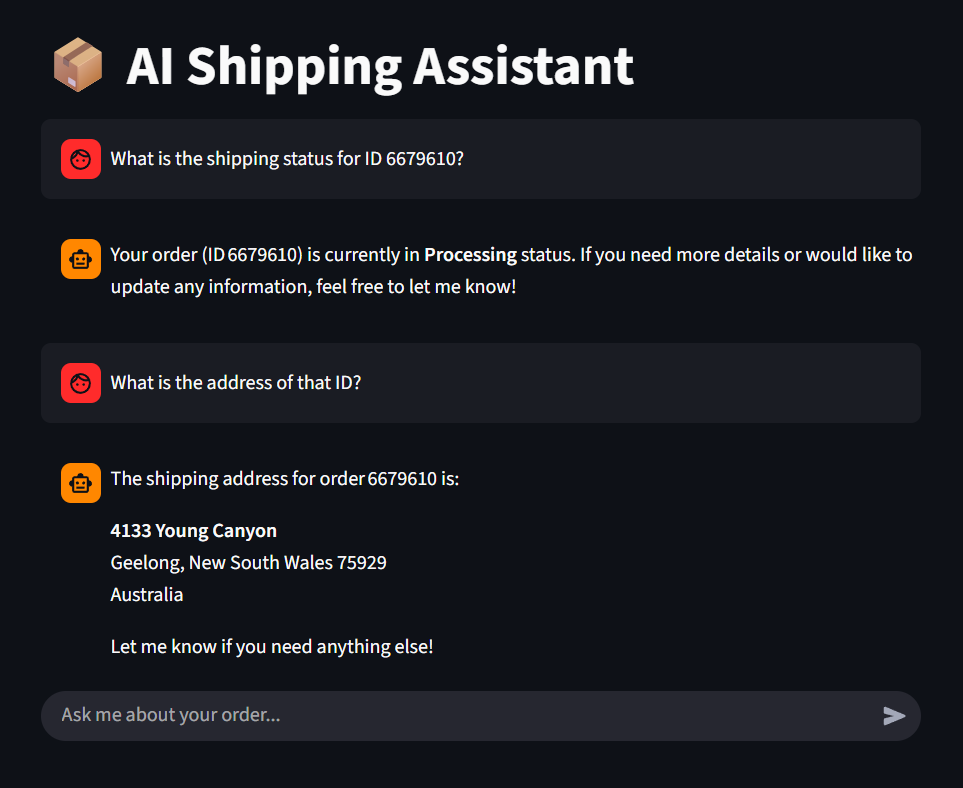 AI Shipping Assistant
What is the shipping status for ID 6679610?
Your order (ID 6679610) is currently in Processing status. If you need more details or would like to
update any information, feel free to let me know!
What is the address of that ID?
The shipping address for order 6679610 is:
4133 Young Canyon
Geelong, New South Wales 75929
Australia
Let me know if you need anything else!
Ask me about your order...